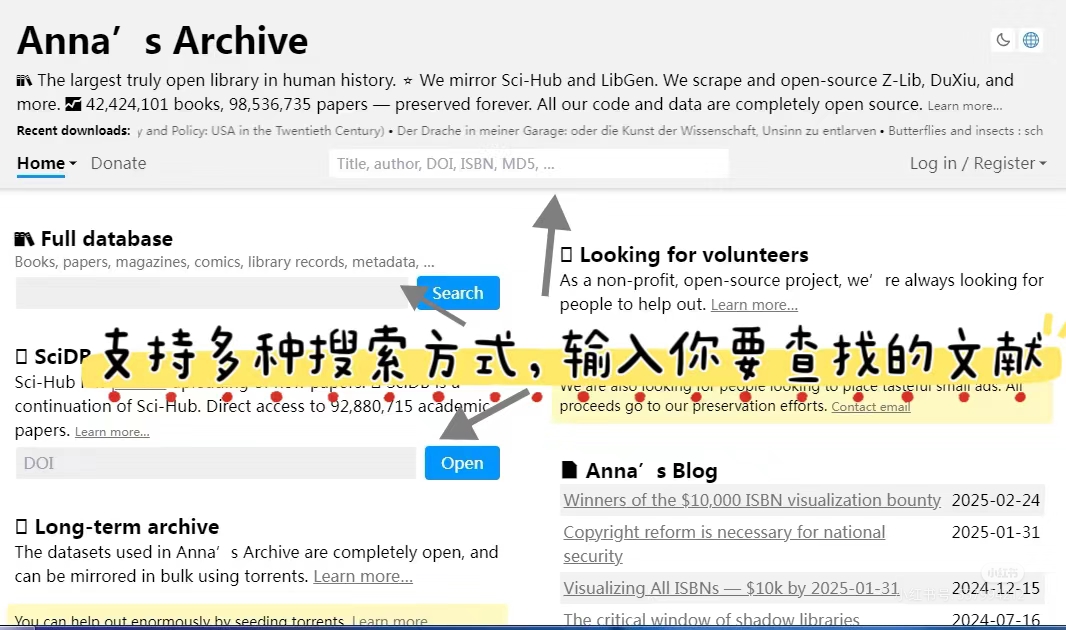 Anna's Archive
The largest truly open library in human history. ⭐ We mirror Sci-Hub and LibGen. We scrape and open-source Z-Lib, DuXiu, and
more. 📈 42,424,101 books, 98,536,735 papers — preserved forever. All our code and data are completely open source. Learn more…
Recent downloads: y and Policy: USA in the Twentieth Century) • Der Drache in meiner Garage: oder die Kunst der Wissenschaft, Unsinn zu entlarven • Butterflies and insects : sch
Home Donate
Title, author, DOI, ISBN, MD5, …
Log in / Register
Full database
Books, papers, magazines, comics, library records, metadata, …
Search
支持多种搜索方式,输入你要查找的文献
SciDB
Sci-Hub
continuation of Sci-Hub. Direct access to 92,880,715 academic
papers. Learn more…
DOI
Open
Long-term archive
The datasets used in Anna's Archive are completely open, and
can be mirrored in bulk using torrents. Learn more…
You can help out enormously by seeding torrents. Learn more
Looking for volunteers
As a non-profit, open-source project, we're always looking for
people to help out. Learn more…
We are also looking for people looking to place tasteful small ads. All
proceeds go to our preservation efforts. Contact email
Anna's Blog
Winners of the $10,000 ISBN visualization bounty 2025-02-24
Copyright reform is necessary for national 2025-01-31
security
Visualizing All ISBNs — $10k by 2025-01-31 2024-12-15
The critical window of shadow libraries 2024-07-16
小红书